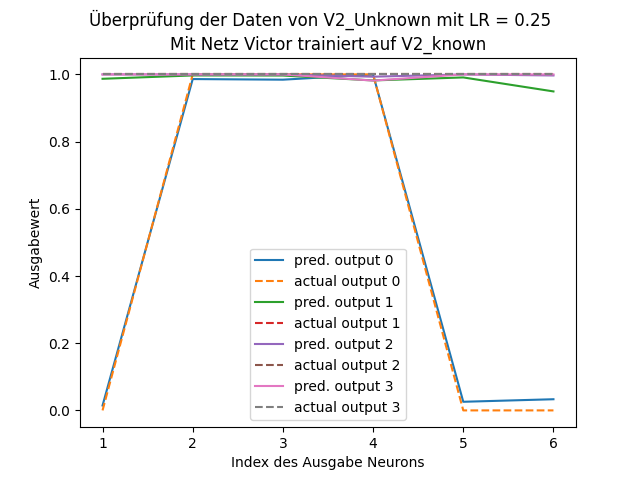 Überprüfung der Daten von V2_Unknown mit LR = 0.25
Mit Netz Victor trainiert auf V2_known
Ausgabewert
1.0
0.8
0.6
0.4
0.2
0.0
pred. output 0
actual output 0
pred. output 1
actual output 1
pred. output 2
actual output 2
pred. output 3
actual output 3
1 2 3 4 5 6
Index des Ausgabe Neurons